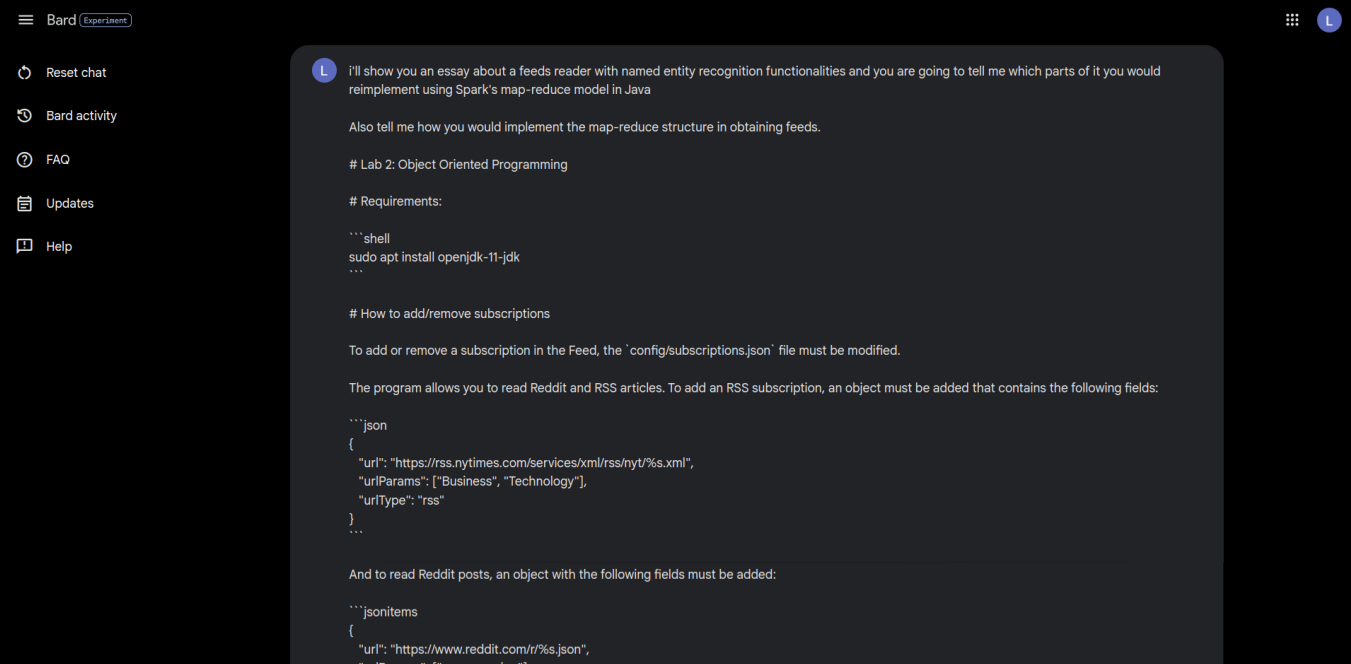 Bard Experiment
L
Reset chat
Bard activity
FAQ
Updates
Help
L
i'll show you an essay about a feeds reader with named entity recognition functionalities and you are going to tell me which parts of it you would
reimplement using Spark's map-reduce model in Java
Also tell me how you would implement the map-reduce structure in obtaining feeds.
# Lab 2: Object Oriented Programming
# Requirements:
```shell
sudo apt install openjdk-11-jdk
```
# How to add/remove subscriptions
To add or remove a subscription in the Feed, the `config/subscriptions.json` file must be modified.
The program allows you to read Reddit and RSS articles. To add an RSS subscription, an object must be added that contains the following fields:
```json
{
"url": "https://rss.nytimes.com/services/xml/rss/nyt/%s.xml",
"urlParams": ["Business", "Technology"],
"urlType": "rss"
}
```
And to read Reddit posts, an object with the following fields must be added:
```jsonitems
{
"url": "https://www.reddit.com/r/%s.json",